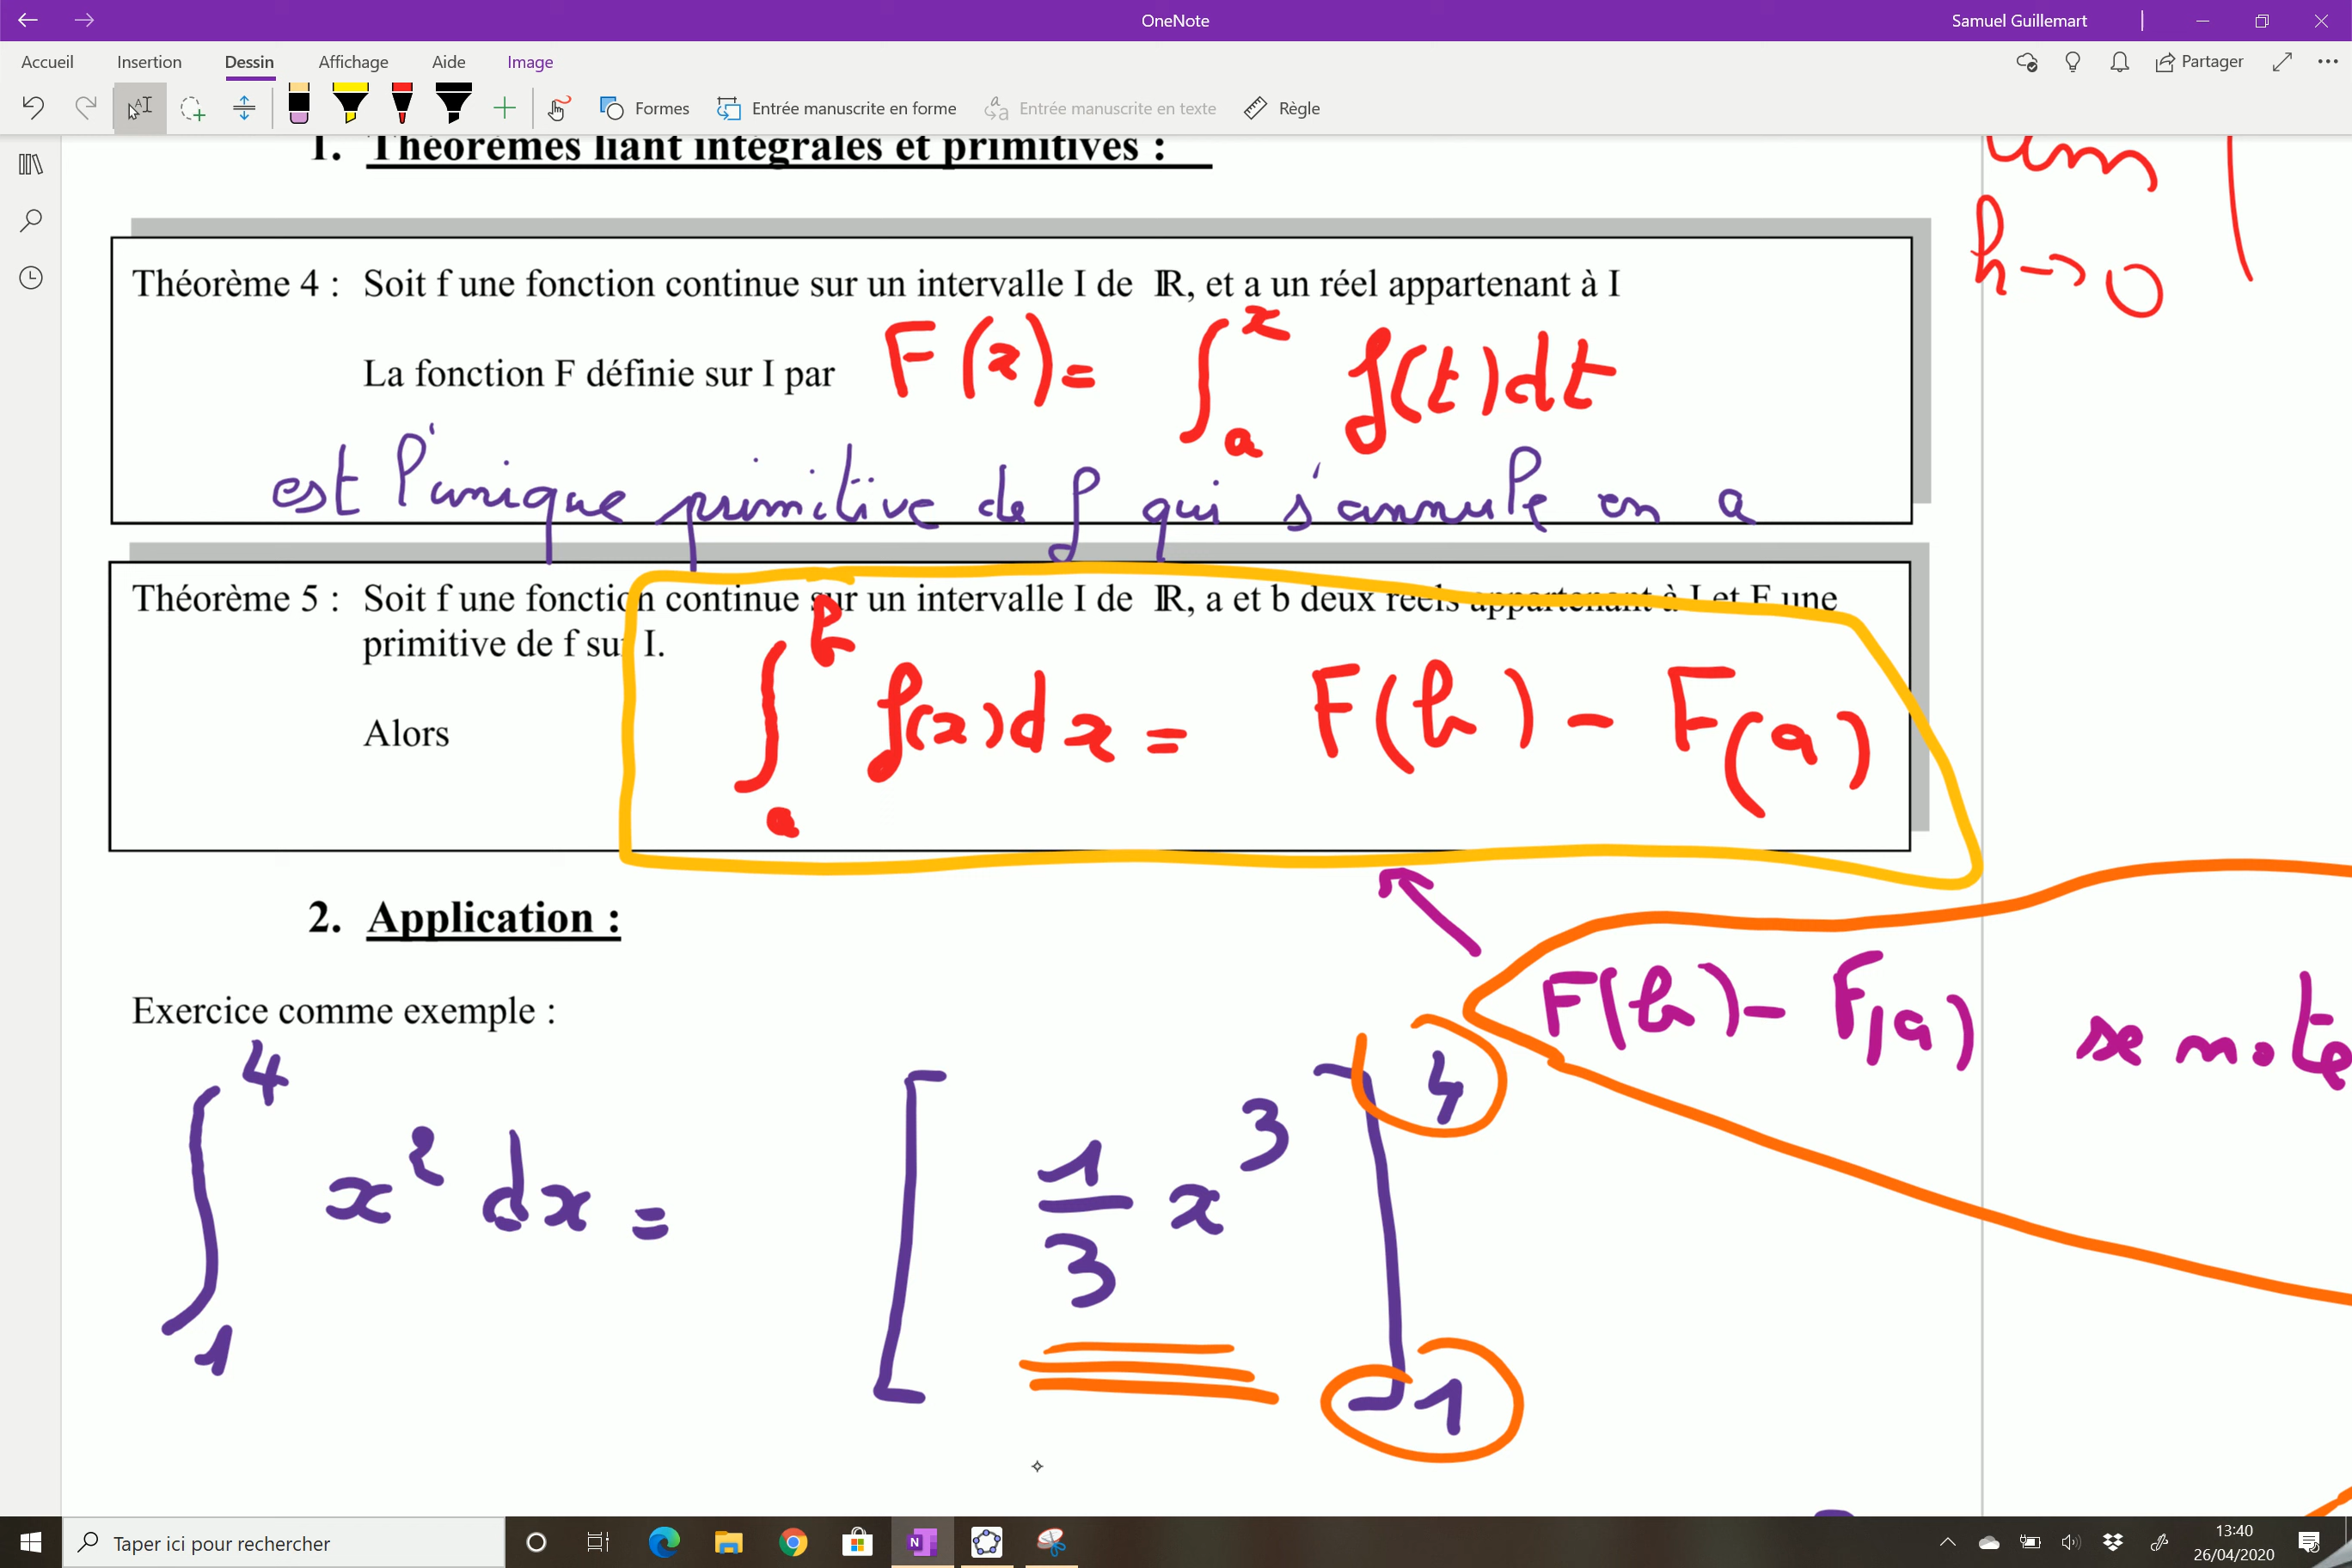 OneNote
Samuel Guillemart
Accueil Insertion Dessin Affichage Aide Image
Partager
Formes Entrée manuscrite en forme Entrée manuscrite en texte Règle
1. Théorèmes liant intégrales et primitives :
lim
h→0
Théorème 4 : Soit f une fonction continue sur un intervalle I de ℝ, et a un réel appartenant à I
La fonction F définie sur I par F(x) = ∫ₐˣ f(t)dt
est l'unique primitive de f qui s'annule en a
Théorème 5 : Soit f une fonction continue sur un intervalle I de ℝ, a et b deux réels appartenant à I et F une
primitive de f sur I.
Alors ∫ₐᵇ f(x)dx = F(b) - F(a)
2. Application :
F(b) - F(a) se note
Exercice comme exemple :
∫₁⁴ x² dx = [1/3 x³]₁⁴
Taper ici pour rechercher
13:40
26/04/2020